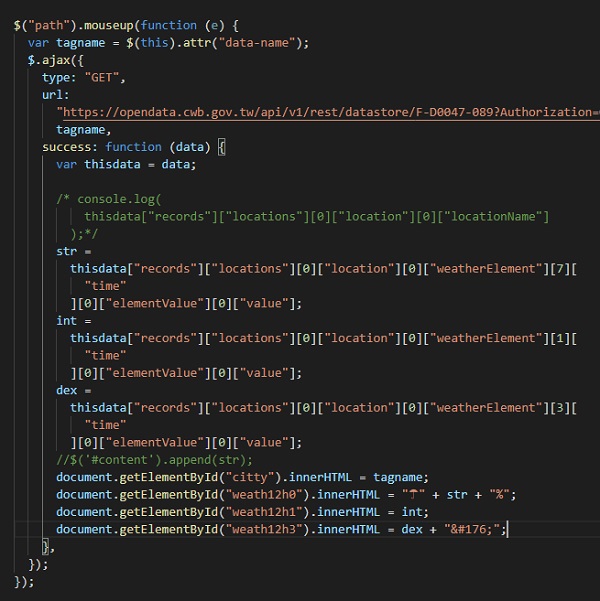 $("path").mouseup(function (e) {
  var tagname = $(this).attr("data-name");
  $.ajax({
    type: "GET",
    url:
      "https://opendata.cwb.gov.tw/api/v1/rest/datastore/F-D0047-089?Authorization=
      tagname,
    success: function (data) {
      var thisdata = data;

      /* console.log(
          thisdata["records"]["locations"][0]["location"][0]["locationName"]
        );*/
      str =
        thisdata["records"]["locations"][0]["location"][0]["weatherElement"][7][
          "time"
        ][0]["elementValue"][0]["value"];
      int =
        thisdata["records"]["locations"][0]["location"][0]["weatherElement"][1][
          "time"
        ][0]["elementValue"][0]["value"];
      dex =
        thisdata["records"]["locations"][0]["location"][0]["weatherElement"][3][
          "time"
        ][0]["elementValue"][0]["value"];
      //$('#content').append(str);
      document.getElementById("citty").innerHTML = tagname;
      document.getElementById("weath12h0").innerHTML = "☂" + str + "%";
      document.getElementById("weath12h1").innerHTML = int;
      document.getElementById("weath12h3").innerHTML = dex + "&#176;";
    },
  });
});